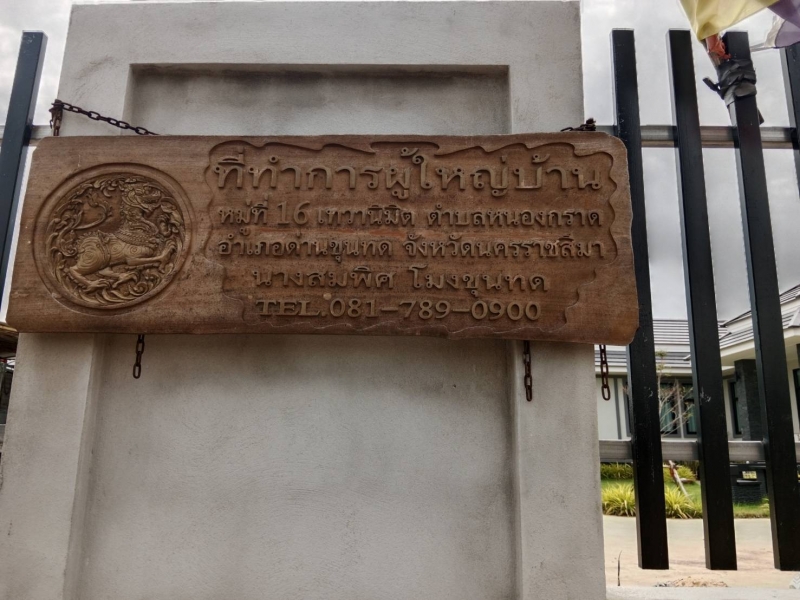 ที่ทำการผู้ใหญ่บ้าน
หมู่ที่ 16 เทวานิมิต ตำบลหนองกราด
อำเภอด่านขุนทด จังหวัดนครราชสีมา
นางสมพิศ โมงขุนทด
TEL.081-789-0900